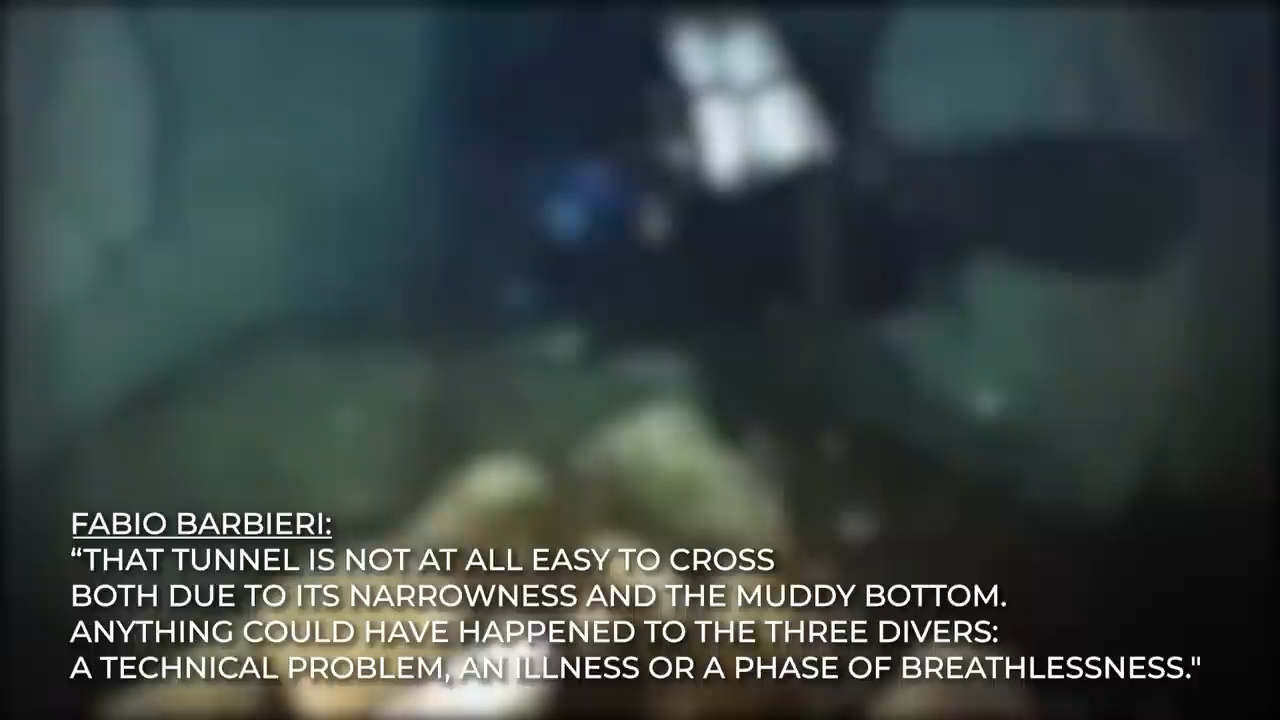 FABIO BARBIERI:
“THAT TUNNEL IS NOT AT ALL EASY TO CROSS
BOTH DUE TO ITS NARROWNESS AND THE MUDDY BOTTOM.
ANYTHING COULD HAVE HAPPENED TO THE THREE DIVERS:
A TECHNICAL PROBLEM, AN ILLNESS OR A PHASE OF BREATHLESSNESS."